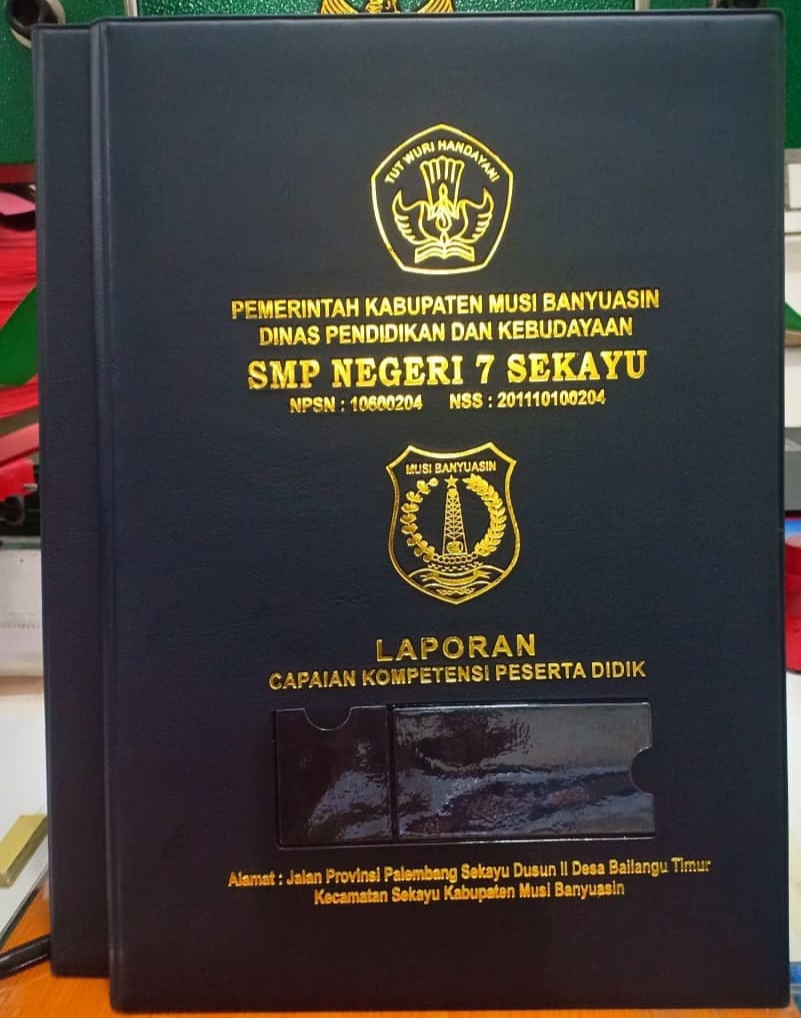 TUT WURI HANDAYANI
PEMERINTAH KABUPATEN MUSI BANYUASIN
DINAS PENDIDIKAN DAN KEBUDAYAAN
SMP NEGERI 7 SEKAYU
NPSN : 10600204 NSS : 201110100204
MUSI BANYUASIN
LAPORAN
CAPAIAN KOMPETENSI PESERTA DIDIK
Alamat : Jalan Provinsi Palembang Sekayu Dusun II Desa Bailangu Timur
Kecamatan Sekayu Kabupaten Musi Banyuasin